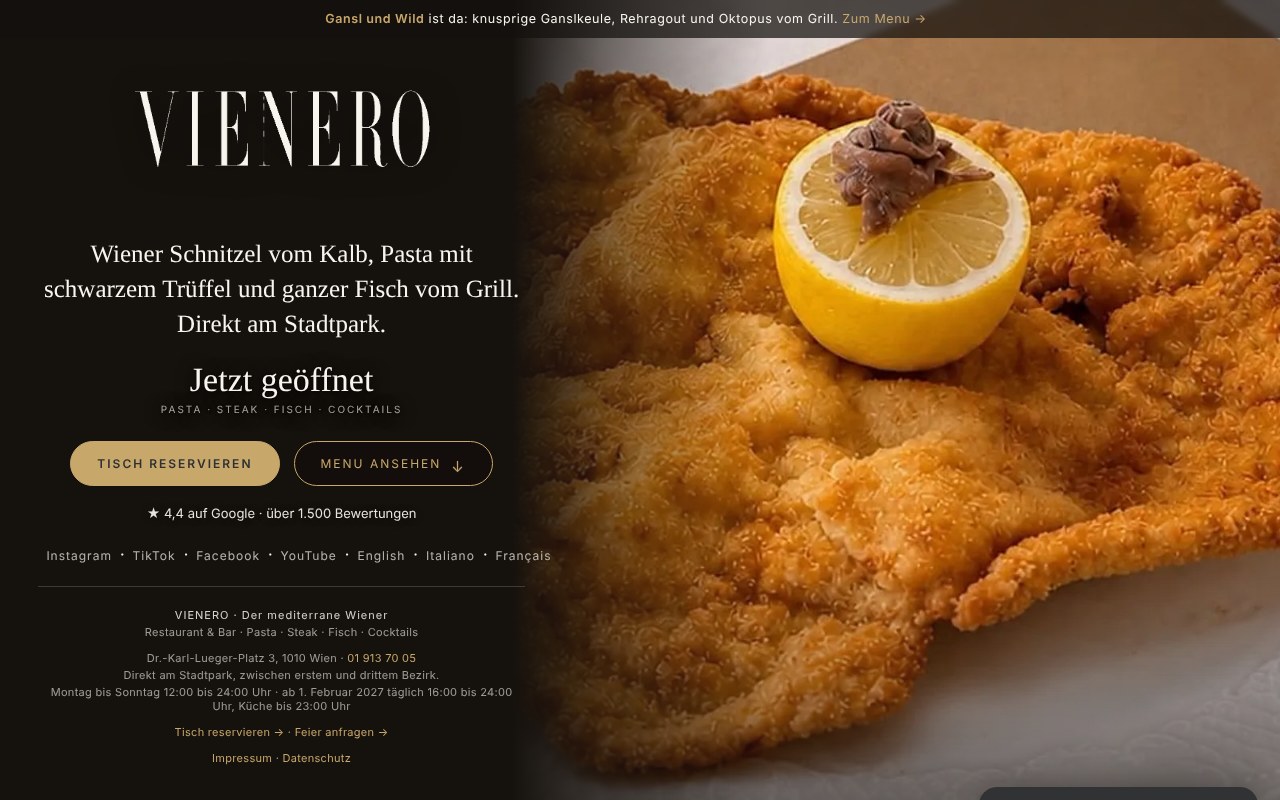 Gansl und Wild ist da: knusprige Ganslkeule, Rehragout und Oktopus vom Grill. Zum Menu →
VIENERO
Wiener Schnitzel vom Kalb, Pasta mit
schwarzem Trüffel und ganzer Fisch vom Grill.
Direkt am Stadtpark.
Jetzt geöffnet
PASTA · STEAK · FISCH · COCKTAILS
TISCH RESERVIEREN
MENU ANSEHEN ↓
★ 4,4 auf Google · über 1.500 Bewertungen
Instagram · TikTok · Facebook · YouTube · English · Italiano · Français
VIENERO · Der mediterrane Wiener
Restaurant & Bar · Pasta · Steak · Fisch · Cocktails
Dr.-Karl-Lueger-Platz 3, 1010 Wien · 01 913 70 05
Direkt am Stadtpark, zwischen erstem und drittem Bezirk.
Montag bis Sonntag 12:00 bis 24:00 Uhr · ab 1. Februar 2027 täglich 16:00 bis 24:00
Uhr, Küche bis 23:00 Uhr
Tisch reservieren → · Feier anfragen →
Impressum · Datenschutz